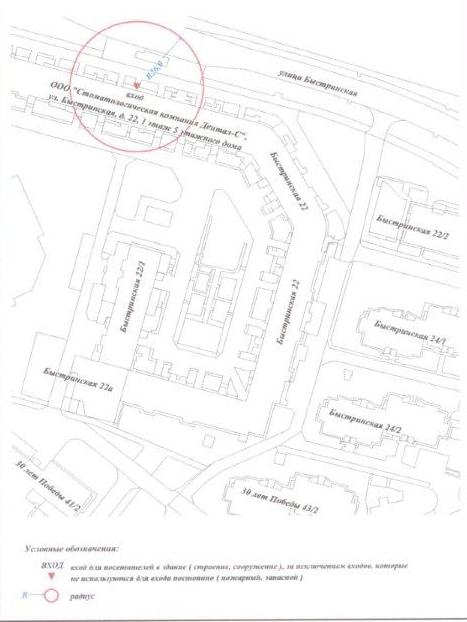 R36,0
улица Быстринская
вход
ООО "Стоматологическая компания Дентал-С",
ул. Быстринская, д. 22, 1 этаж 5 этажного дома
Быстринская 22
Быстринская 22/2
Быстринская 22/1
Быстринская 22
Быстринская 24/1
Быстринская 22а
Быстринская 24/2
30 лет Победы 41/2
30 лет Победы 43/2
Условные обозначения:
ВХОД вход для посетителей в здание ( строение, сооружение ), за исключением входов, которые
не используются для входа постоянно ( пожарный, запасной )
R радиус